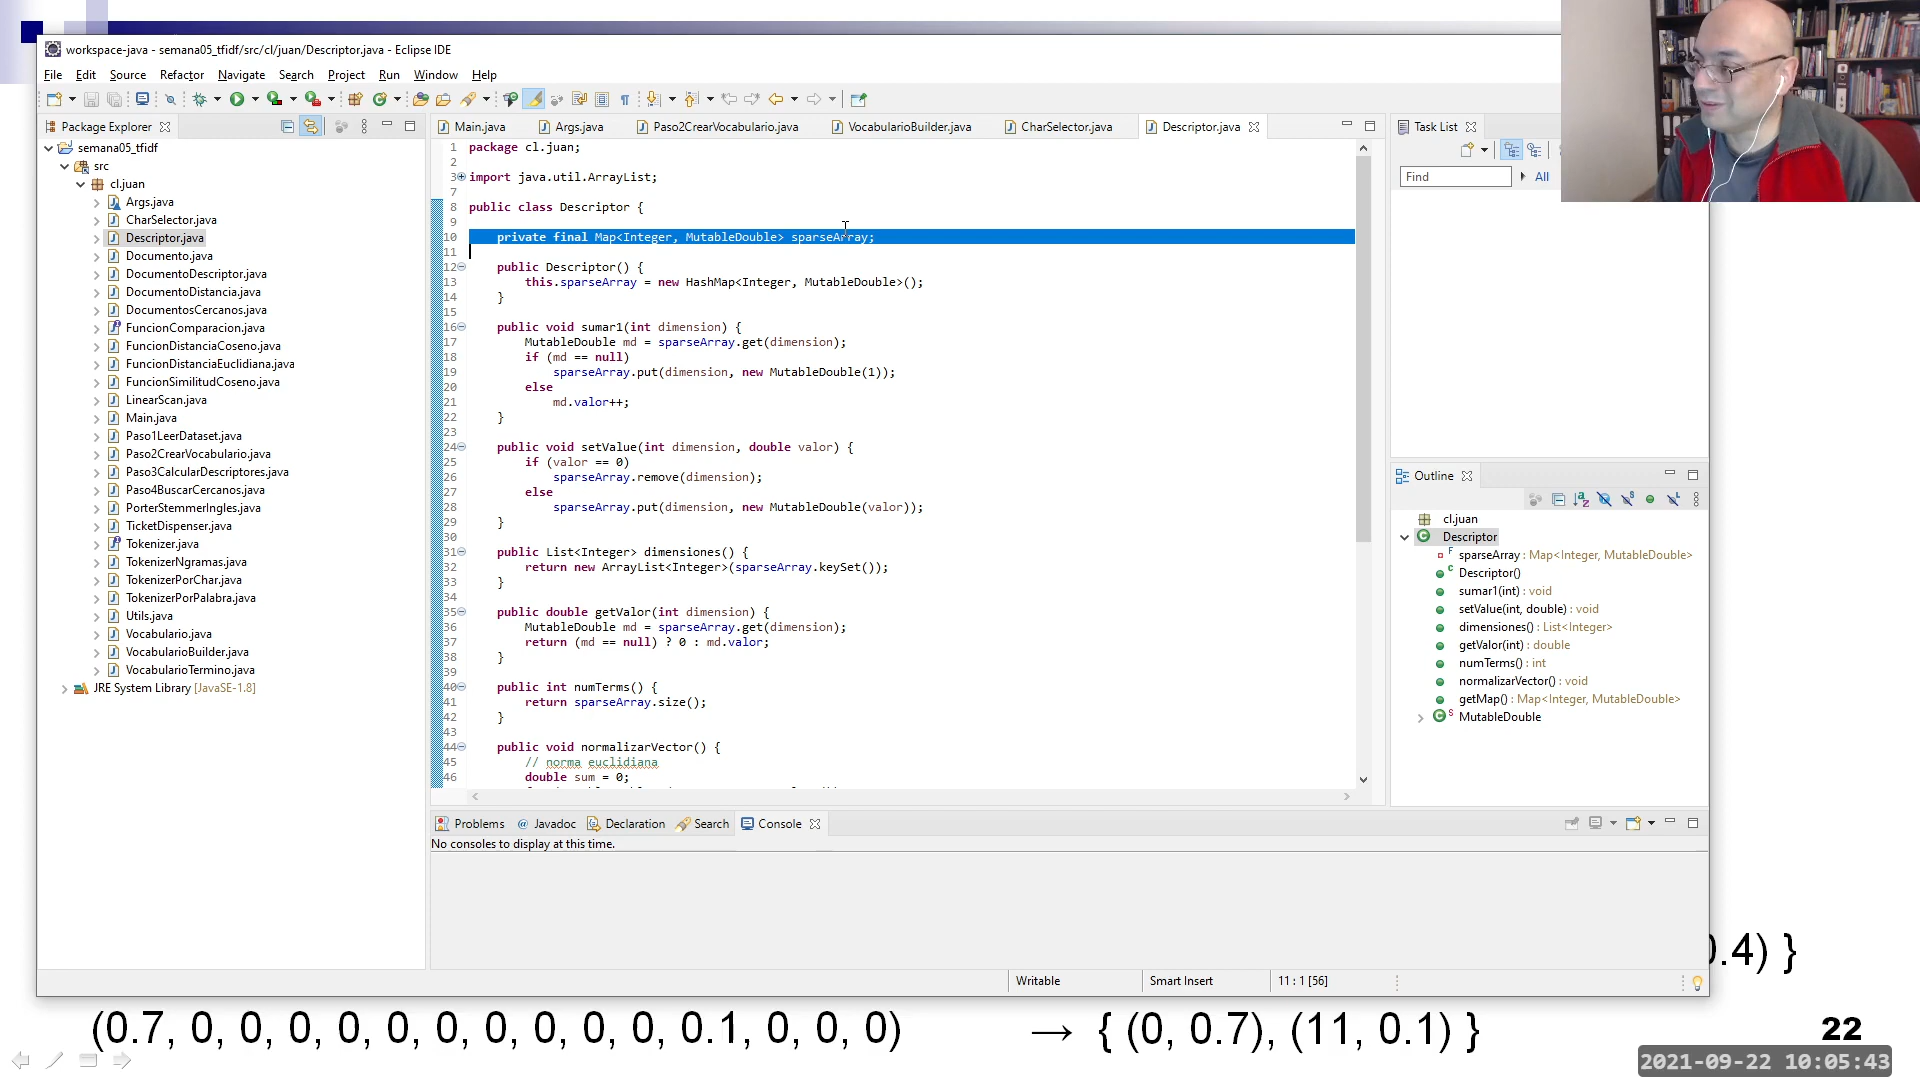 workspace-java - semana05_tfidf/src/cl/juan/Descriptor.java - Eclipse IDE
File Edit Source Refactor Navigate Search Project Run Window Help
Package Explorer
semana05_tfidf
src
cl.juan
Args.java
CharSelector.java
Descriptor.java
Documento.java
DocumentoDescriptor.java
DocumentoDistancia.java
DocumentosCercanos.java
FuncionComparacion.java
FuncionDistanciaCoseno.java
FuncionDistanciaEuclidiana.java
FuncionSimilitudCoseno.java
LinearScan.java
Main.java
Paso1LeerDataset.java
Paso2CrearVocabulario.java
Paso3CalcularDescriptores.java
Paso4BuscarCercanos.java
PorterStemmerIngles.java
TicketDispenser.java
Tokenizer.java
TokenizerNgramas.java
TokenizerPorChar.java
TokenizerPorPalabra.java
Utils.java
Vocabulario.java
VocabularioBuilder.java
VocabularioTermino.java
JRE System Library [JavaSE-1.8]
Main.java Args.java Paso2CrearVocabulario.java VocabularioBuilder.java CharSelector.java Descriptor.java
1 package cl.juan;
2
3 import java.util.ArrayList;
7
8 public class Descriptor {
9
10 private final Map<Integer, MutableDouble> sparseArray;
11
12 public Descriptor() {
13 this.sparseArray = new HashMap<Integer, MutableDouble>();
14 }
15
16 public void sumar1(int dimension) {
17 MutableDouble md = sparseArray.get(dimension);
18 if (md == null)
19 sparseArray.put(dimension, new MutableDouble(1));
20 else
21 md.valor++;
22 }
23
24 public void setValue(int dimension, double valor) {
25 if (valor == 0)
26 sparseArray.remove(dimension);
27 else
28 sparseArray.put(dimension, new MutableDouble(valor));
29 }
30
31 public List<Integer> dimensiones() {
32 return new ArrayList<Integer>(sparseArray.keySet());
33 }
34
35 public double getValor(int dimension) {
36 MutableDouble md = sparseArray.get(dimension);
37 return (md == null) ? 0 : md.valor;
38 }
39
40 public int numTerms() {
41 return sparseArray.size();
42 }
43
44 public void normalizarVector() {
45 // norma euclidiana
46 double sum = 0;
Task List
Find All
Outline
cl.juan
Descriptor
sparseArray : Map<Integer, MutableDouble>
Descriptor()
sumar1(int) : void
setValue(int, double) : void
dimensiones() : List<Integer>
getValor(int) : double
numTerms() : int
normalizarVector() : void
getMap() : Map<Integer, MutableDouble>
MutableDouble
Problems Javadoc Declaration Search Console
No consoles to display at this time.
Writable Smart Insert 11 : 1 [56]
0.4) }
(0.7, 0, 0, 0, 0, 0, 0, 0, 0, 0, 0, 0.1, 0, 0, 0) → { (0, 0.7), (11, 0.1) }
22
2021-09-22 10:05:43